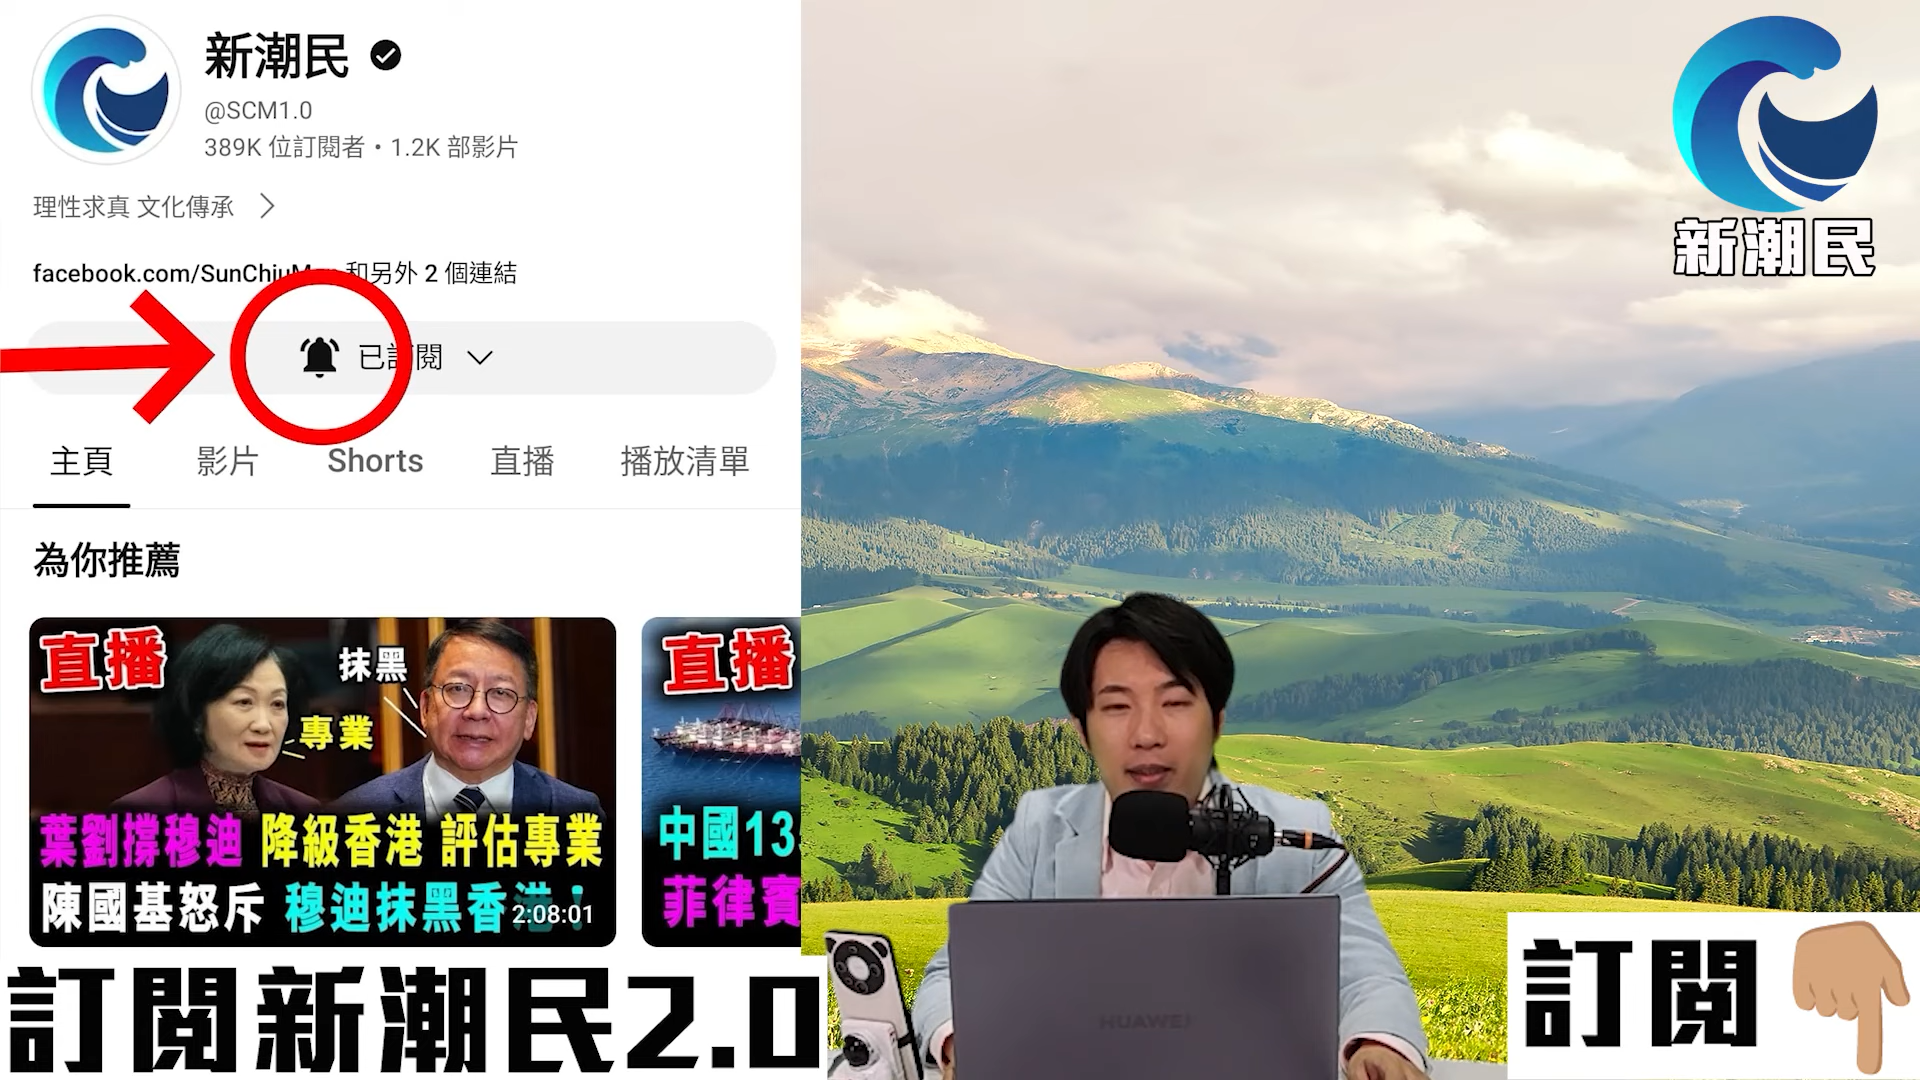 新潮民
@SCM1.0
389K 位訂閱者・1.2K 部影片
理性求真 文化傳承
facebook.com/SunChiuM 和另外 2 個連結
已訂閱
主頁 影片 Shorts 直播 播放清單
為你推薦
直播
抹黑
專業
葉劉撐穆迪 降級香港 評估專業
陳國基怒斥 穆迪抹黑香港！
2:08:01
直播
中國13
菲律賓
訂閱新潮民2.0
新潮民
HUAWEI
訂閱